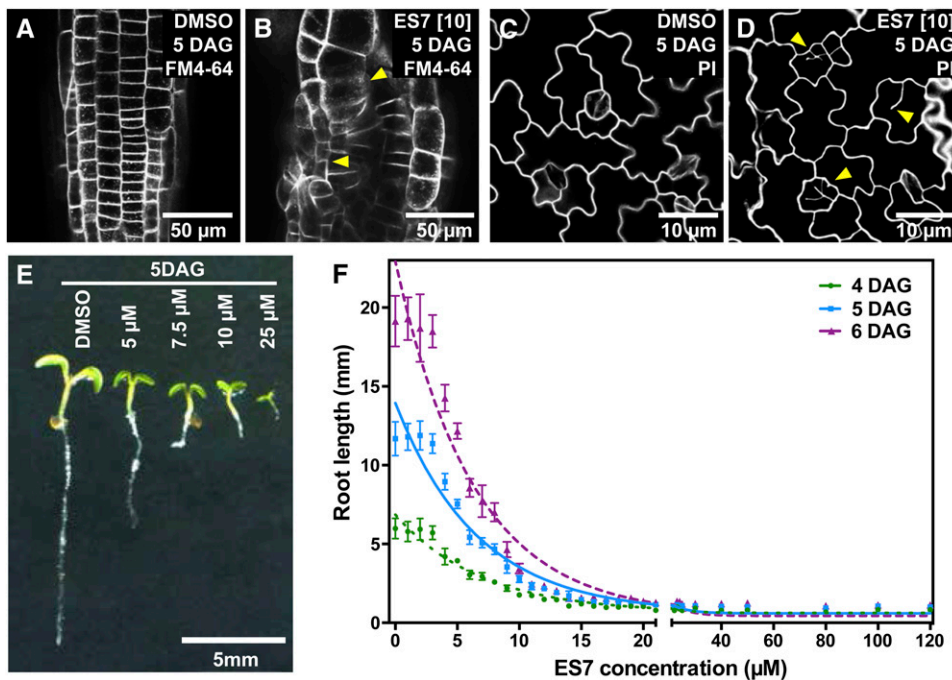 A
DMSO
5 DAG
FM4-64
50 µm
B
ES7 [10]
5 DAG
FM4-64
50 µm
C
DMSO
5 DAG
PI
10 µm
D
ES7 [10]
5 DAG
PI
10 µm
E
5DAG
DMSO
5 µM
7.5 µM
10 µM
25 µM
5mm
F
4 DAG
5 DAG
6 DAG
Root length (mm)
20
15
10
5
0
0 5 10 15 20 40 60 80 100 120
ES7 concentration (µM)